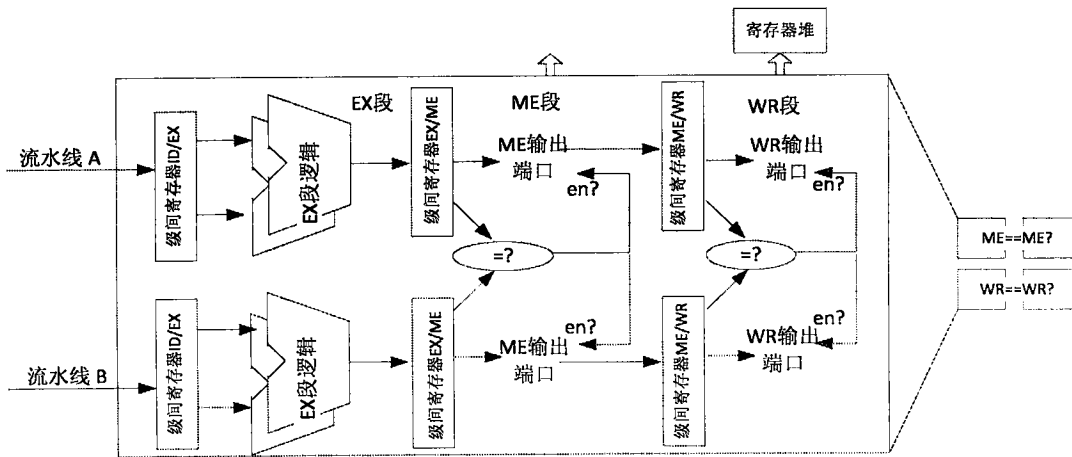 寄存器堆
EX段
ME段
WR段
流水线 A
级间寄存器ID/EX
EX段逻辑
级间寄存器EX/ME
ME输出
端口
en?
级间寄存器ME/WR
WR输出
端口
en?
=?
=?
ME==ME?
WR==WR?
流水线 B
级间寄存器ID/EX
EX段逻辑
级间寄存器EX/ME
en?
ME输出
端口
级间寄存器ME/WR
en?
WR输出
端口